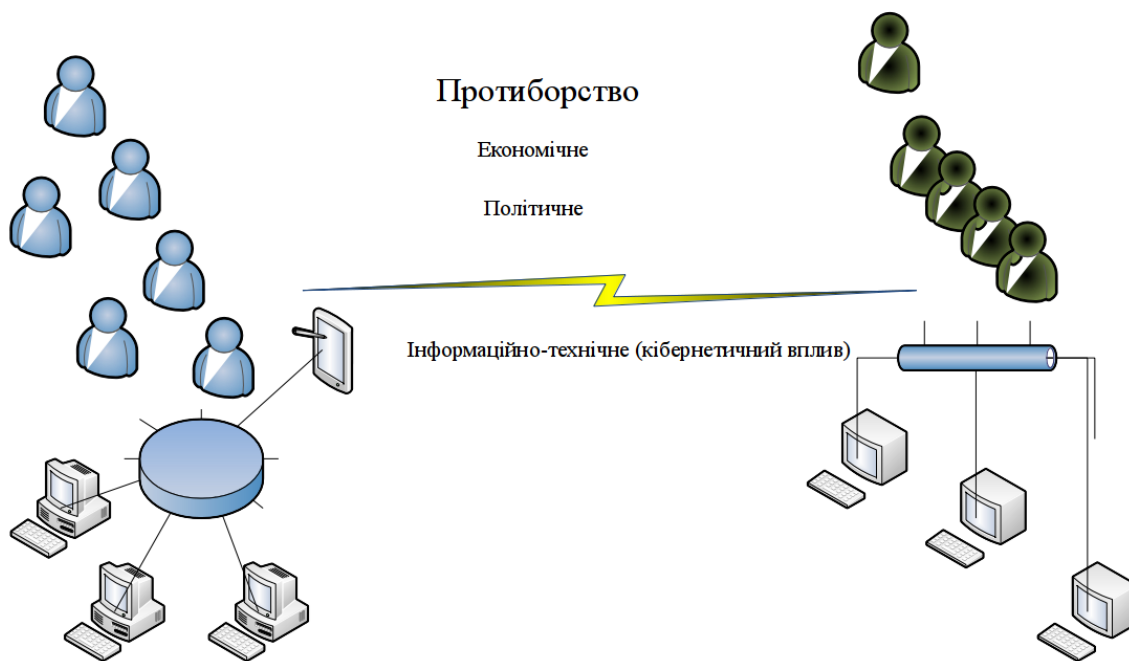 Протиборство
Економічне
Політичне
Інформаційно-технічне (кібернетичний вплив)